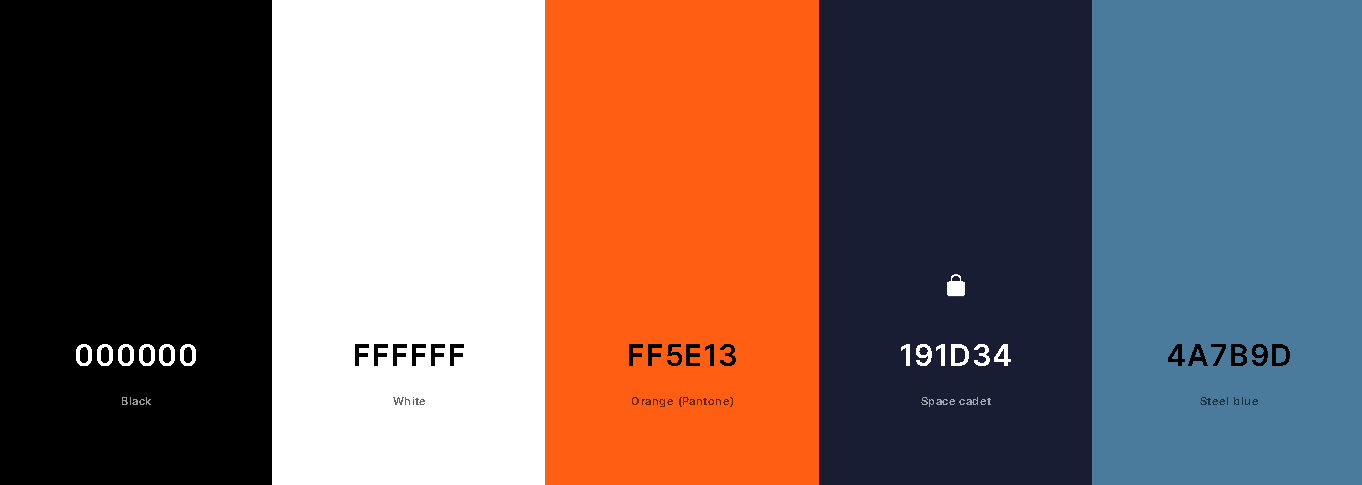 000000
Black
FFFFFF
White
FF5E13
Orange (Pantone)
191D34
Space cadet
4A7B9D
Steel blue